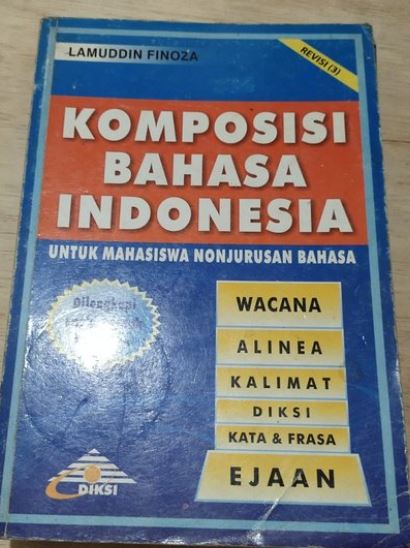 LAMUDDIN FINOZA
REVISI (3)
KOMPOSISI
BAHASA
INDONESIA
UNTUK MAHASISWA NONJURUSAN BAHASA
Dilengkapi
WACANA
ALINEA
KALIMAT
DIKSI
KATA & FRASA
EJAAN
DIKSI